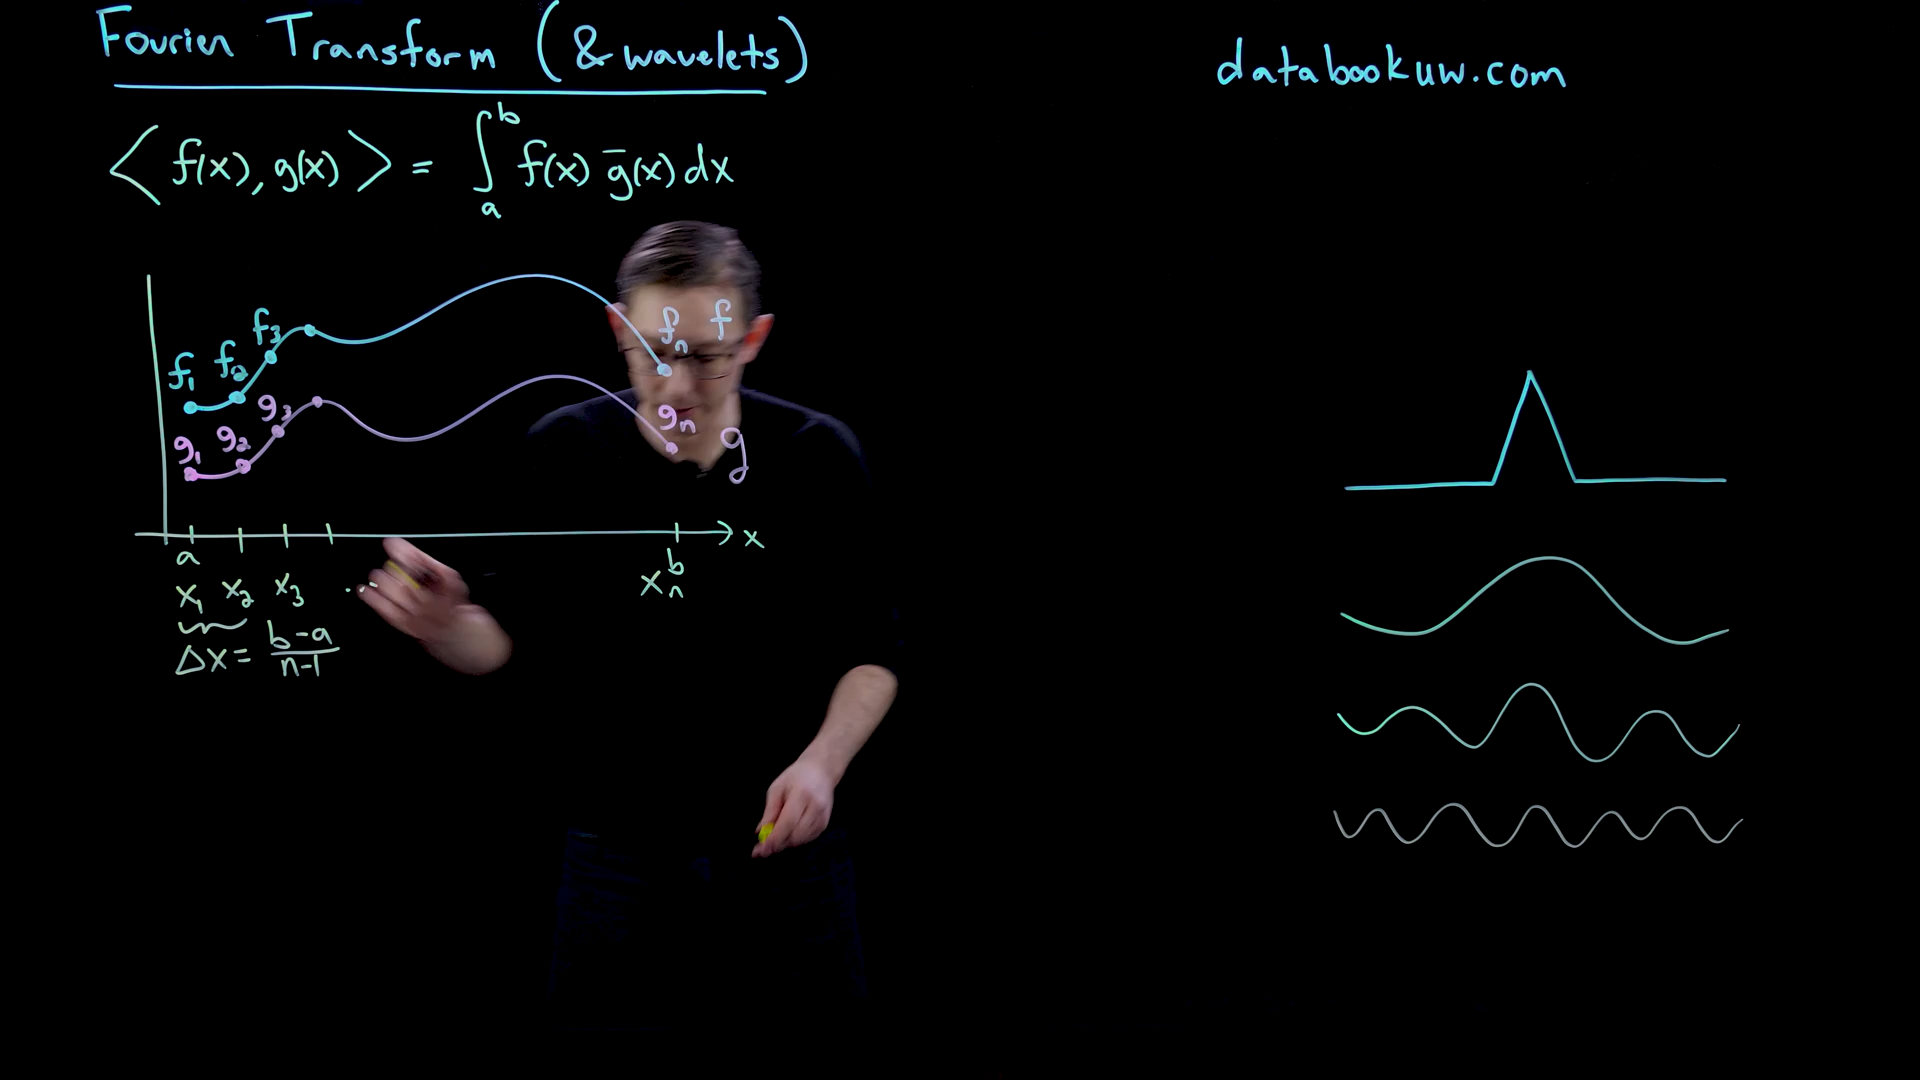 Fourier Transform (& wavelets)
databookuw.com
⟨ f(x), g(x) ⟩ = ∫_a^b f(x) g̅(x) dx
f₁ f₂ f₃ fₙ f
g₁ g₂ g₃ gₙ g
x
a b
x₁ x₂ x₃ ... xₙ
Δx = (b-a)/(n-1)